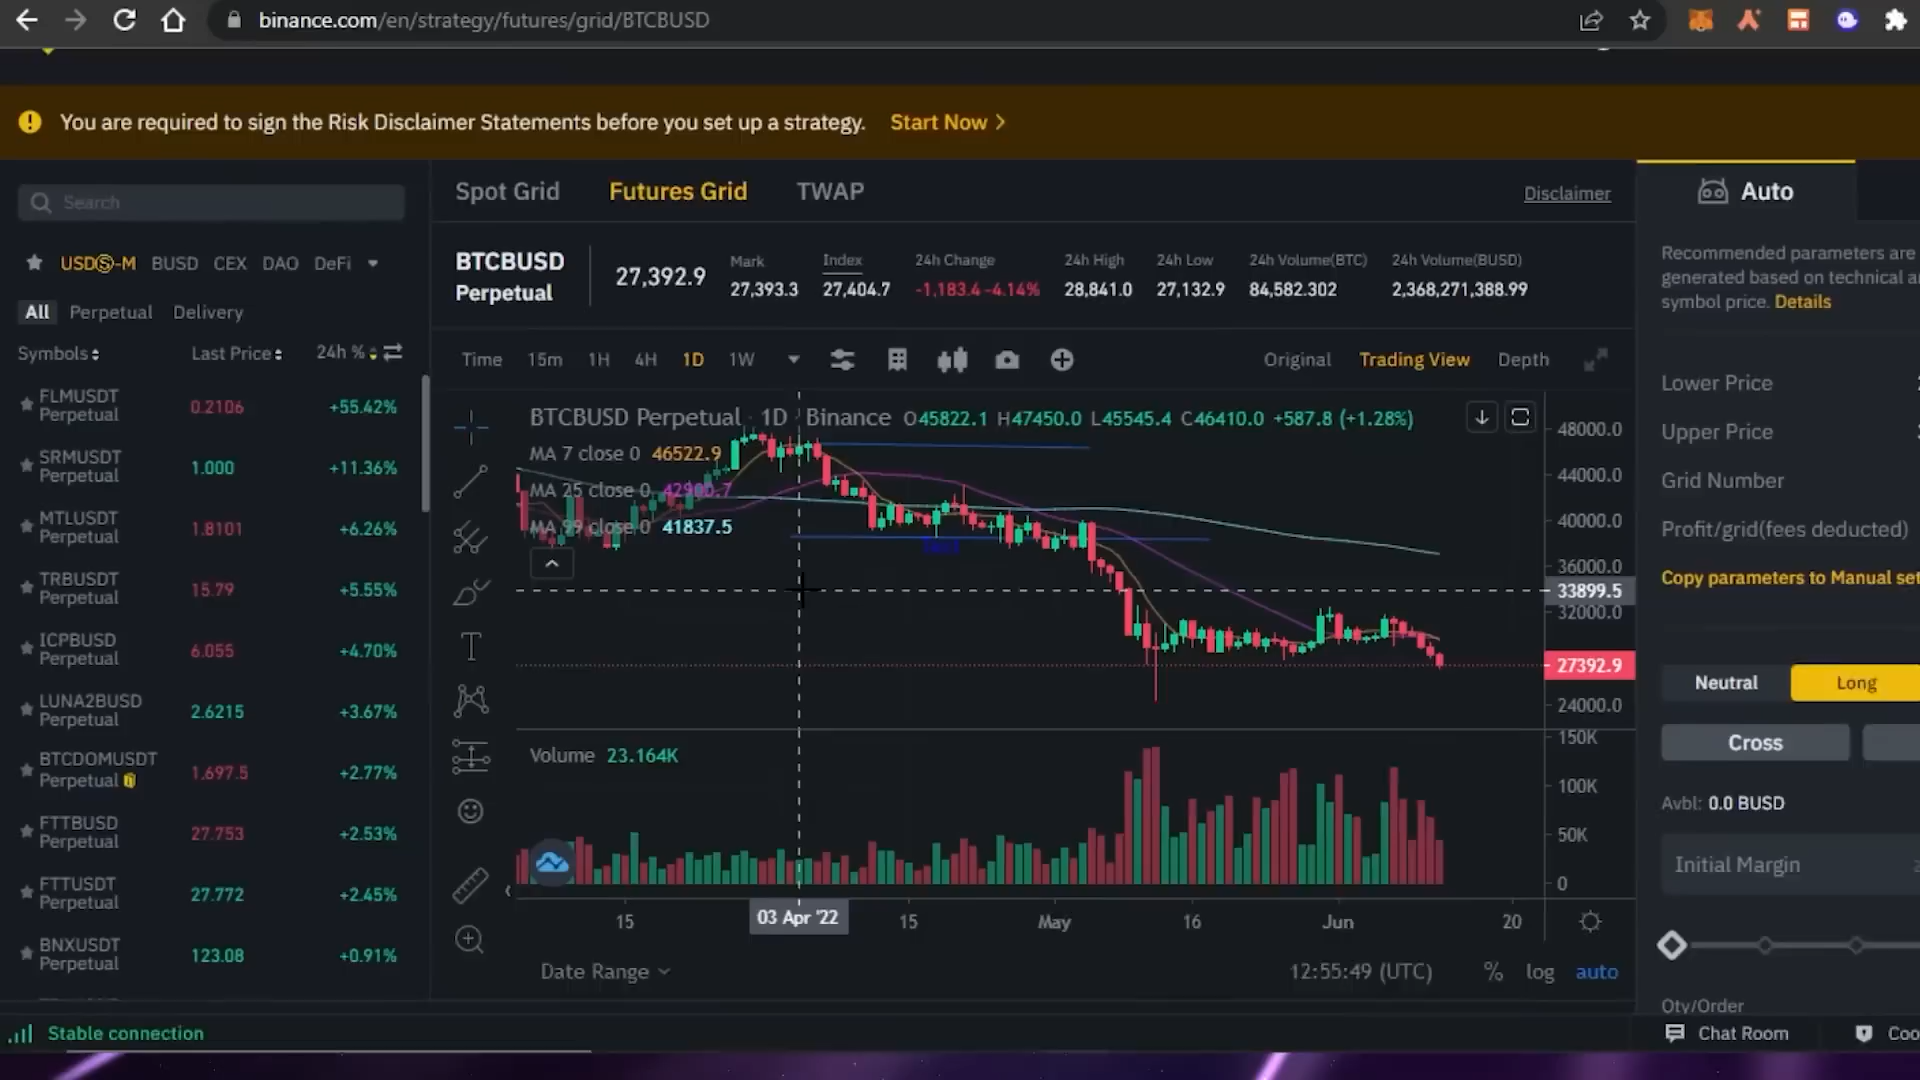 binance.com/en/strategy/futures/grid/BTCBUSD
You are required to sign the Risk Disclaimer Statements before you set up a strategy. Start Now >
Search
USDⓈ-M BUSD CEX DAO DeFi
All Perpetual Delivery
Symbols Last Price 24h %
FLMUSDT
Perpetual
0.2106 +55.42%
SRMUSDT
Perpetual
1.000 +11.36%
MTLUSDT
Perpetual
1.8101 +6.26%
TRBUSDT
Perpetual
15.79 +5.55%
ICPBUSD
Perpetual
6.055 +4.70%
LUNA2BUSD
Perpetual
2.6215 +3.67%
BTCDOMUSDT
Perpetual
1,697.5 +2.77%
FTTBUSD
Perpetual
27.753 +2.53%
FTTUSDT
Perpetual
27.772 +2.45%
BNXUSDT
Perpetual
123.08 +0.91%
Spot Grid Futures Grid TWAP Disclaimer
BTCBUSD
Perpetual
27,392.9
Mark
27,393.3
Index
27,404.7
24h Change
-1,183.4 -4.14%
24h High
28,841.0
24h Low
27,132.9
24h Volume(BTC)
84,582.302
24h Volume(BUSD)
2,368,271,388.99
Time 15m 1H 4H 1D 1W Original Trading View Depth
BTCBUSD Perpetual · 1D · Binance O45822.1 H47450.0 L45545.4 C46410.0 +587.8 (+1.28%)
MA 7 close 0 46522.9
MA 25 close 0
MA 99 close 0 41837.5
Text
48000.0
44000.0
40000.0
36000.0
33899.5
32000.0
27392.9
24000.0
Volume 23.164K
150K
100K
50K
0
15 03 Apr '22 15 May 16 Jun 20
Date Range 12:55:49 (UTC) % log auto
Auto
Recommended parameters are
generated based on technical
symbol price. Details
Lower Price
Upper Price
Grid Number
Profit/grid(fees deducted)
Copy parameters to Manual
Neutral Long
Cross
Avbl: 0.0 BUSD
Initial Margin
Qty/Order
Stable connection
Chat Room